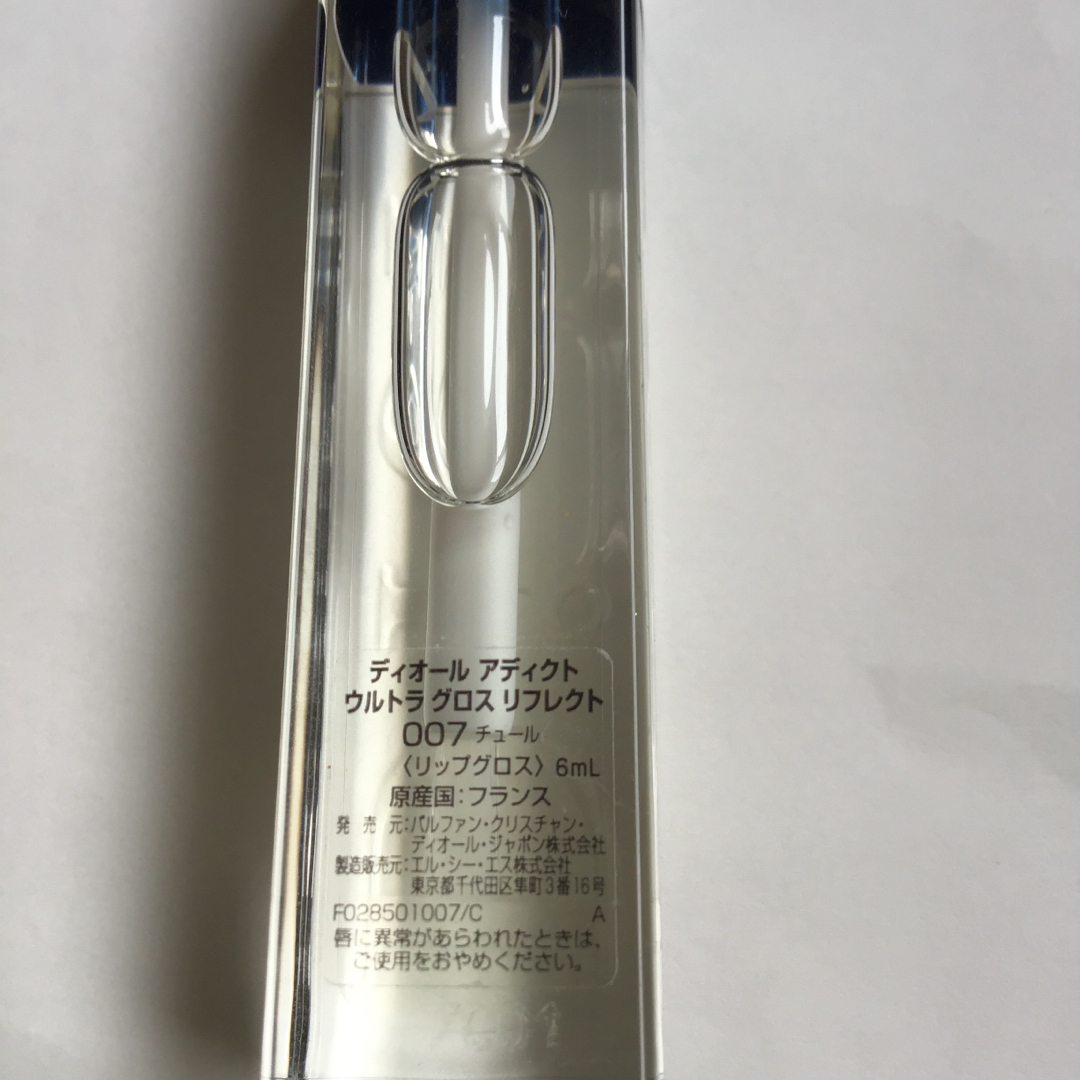 ディオール アディクト
ウルトラ グロス リフレクト
007 チュール
〈リップグロス〉 6mL
原産国:フランス
発 売 元:パルファン・クリスチャン・
ディオール・ジャポン株式会社
製造販売元:エル・シー・エス株式会社
東京都千代田区隼町3番16号
F028501007/C A
唇に異常があらわれたときは、
ご使用をおやめください。